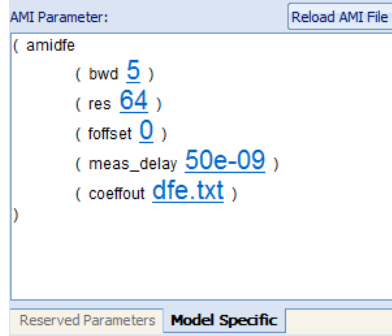 AMI Parameter: Reload AMI File
( amidfe
( bwd 5 )
( res 64 )
( foffset 0 )
( meas_delay 50e-09 )
( coeffout dfe.txt )
)
Reserved Parameters Model Specific